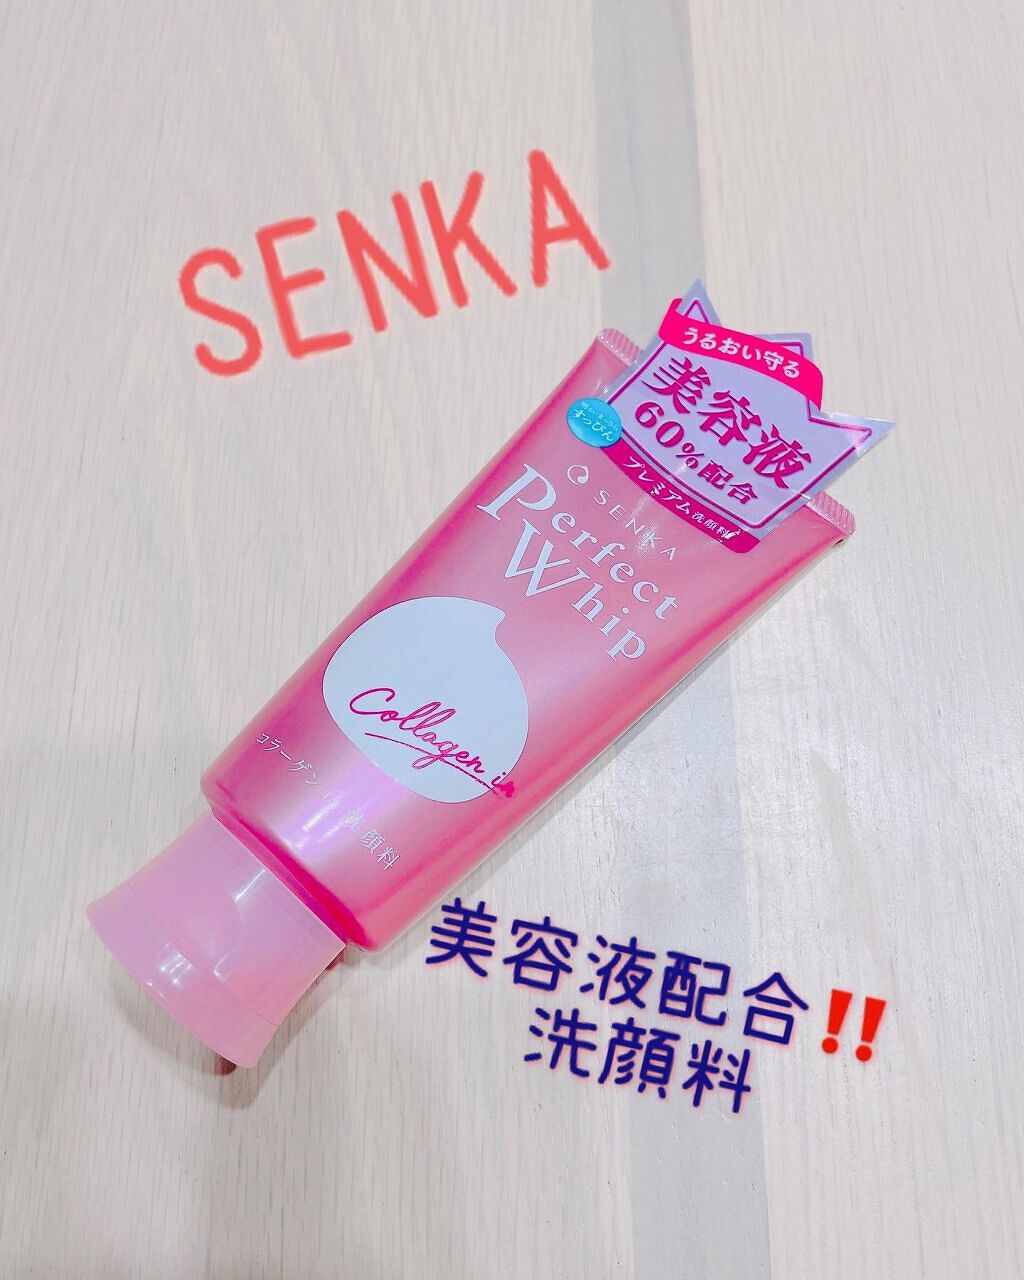 SENKA
うるおい守る
美容液
60%配合
プレミアム洗顔料
すっぴん
SENKA
Perfect
Whip
Collagen in
コラーゲン in 洗顔料
美容液配合‼
洗顔料